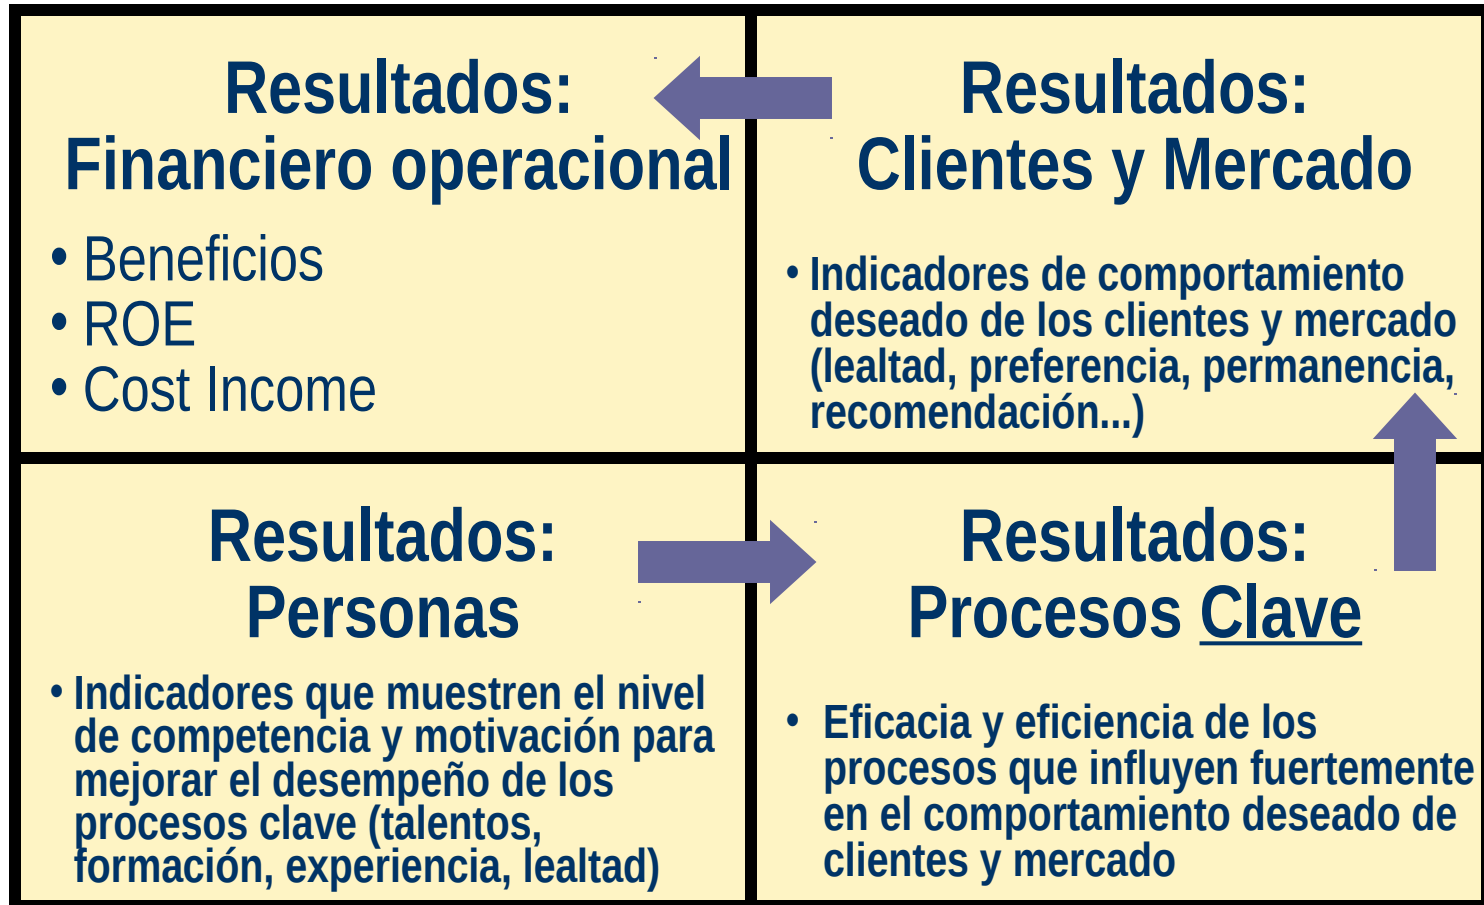 Resultados:
Financiero operacional
• Beneficios
• ROE
• Cost Income
Resultados:
Clientes y Mercado
• Indicadores de comportamiento
deseado de los clientes y mercado
(lealtad, preferencia, permanencia,
recomendación...)
Resultados:
Personas
• Indicadores que muestren el nivel
de competencia y motivación para
mejorar el desempeño de los
procesos clave (talentos,
formación, experiencia, lealtad)
Resultados:
Procesos Clave
• Eficacia y eficiencia de los
procesos que influyen fuertemente
en el comportamiento deseado de
clientes y mercado